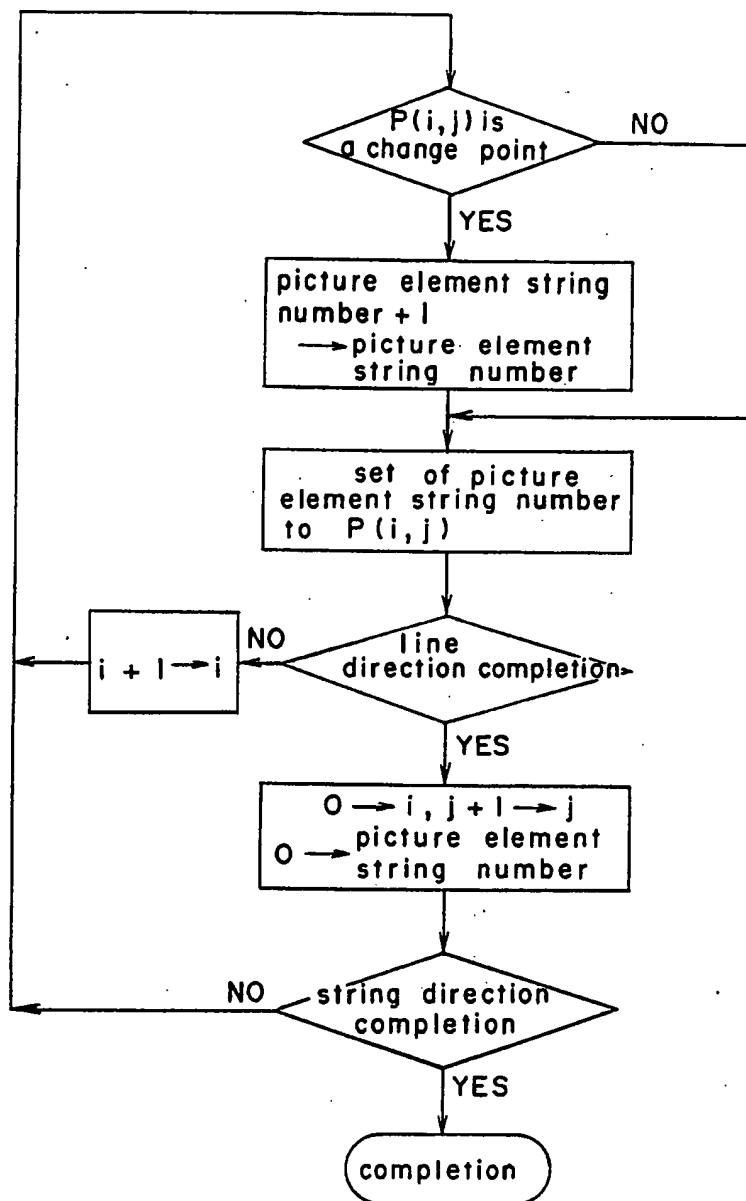 P(i,j) is
a change point
NO
YES
picture element string
number + 1
→ picture element
string number
set of picture
element string number
to P(i,j)
line
direction completion
NO
i + 1 → i
YES
0 → i, j + 1 → j
0 → picture element
string number
string direction
completion
NO
YES
completion